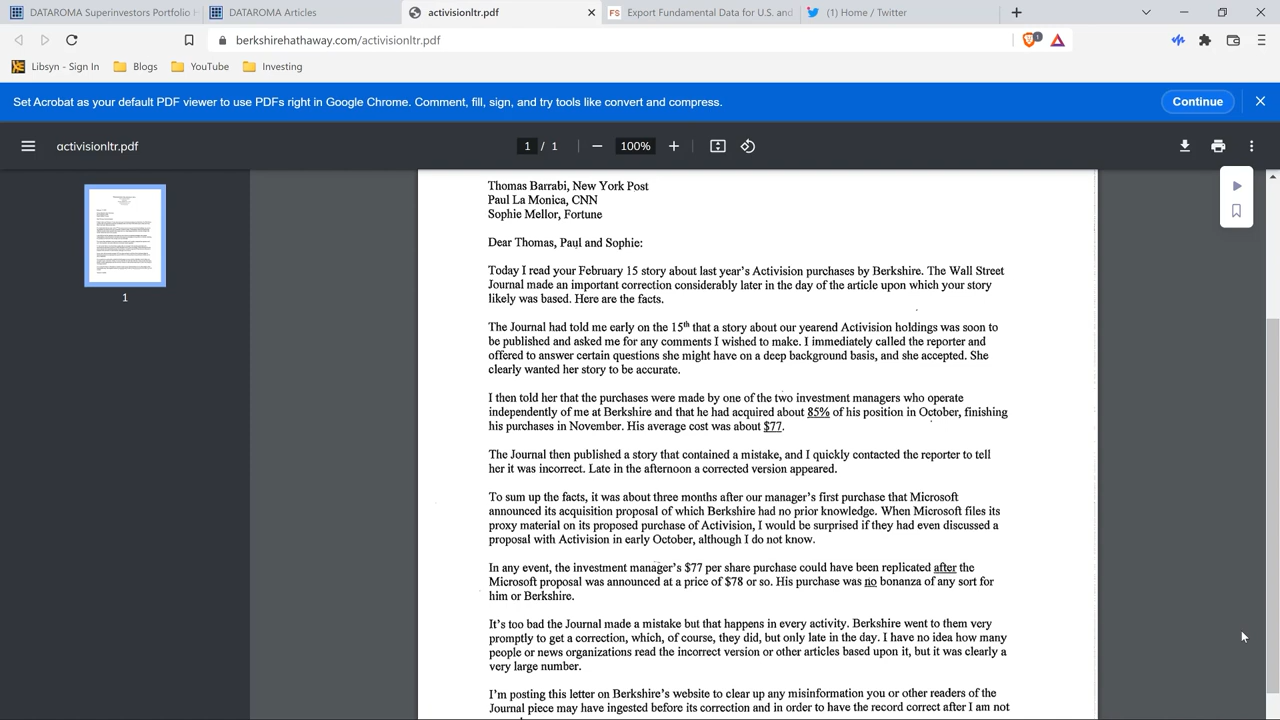 DATAROMA Superinvestors Portfolio H
DATAROMA Articles
activisionltr.pdf
FS Export Fundamental Data for U.S. and
(1) Home / Twitter
berkshirehathaway.com/activisionltr.pdf
1
Libsyn - Sign In
Blogs
YouTube
Investing
Set Acrobat as your default PDF viewer to use PDFs right in Google Chrome. Comment, fill, sign, and try tools like convert and compress.
Continue
activisionltr.pdf
1 / 1
100%
1
Thomas Barrabi, New York Post
Paul La Monica, CNN
Sophie Mellor, Fortune
Dear Thomas, Paul and Sophie:
Today I read your February 15 story about last year's Activision purchases by Berkshire. The Wall Street
Journal made an important correction considerably later in the day of the article upon which your story
likely was based. Here are the facts.
The Journal had told me early on the 15th that a story about our yearend Activision holdings was soon to
be published and asked me for any comments I wished to make. I immediately called the reporter and
offered to answer certain questions she might have on a deep background basis, and she accepted. She
clearly wanted her story to be accurate.
I then told her that the purchases were made by one of the two investment managers who operate
independently of me at Berkshire and that he had acquired about 85% of his position in October, finishing
his purchases in November. His average cost was about $77.
The Journal then published a story that contained a mistake, and I quickly contacted the reporter to tell
her it was incorrect. Late in the afternoon a corrected version appeared.
To sum up the facts, it was about three months after our manager's first purchase that Microsoft
announced its acquisition proposal of which Berkshire had no prior knowledge. When Microsoft files its
proxy material on its proposed purchase of Activision, I would be surprised if they had even discussed a
proposal with Activision in early October, although I do not know.
In any event, the investment manager's $77 per share purchase could have been replicated after the
Microsoft proposal was announced at a price of $78 or so. His purchase was no bonanza of any sort for
him or Berkshire.
It's too bad the Journal made a mistake but that happens in every activity. Berkshire went to them very
promptly to get a correction, which, of course, they did, but only late in the day. I have no idea how many
people or news organizations read the incorrect version or other articles based upon it, but it was clearly a
very large number.
I'm posting this letter on Berkshire's website to clear up any misinformation you or other readers of the
Journal piece may have ingested before its correction and in order to have the record correct after I am not